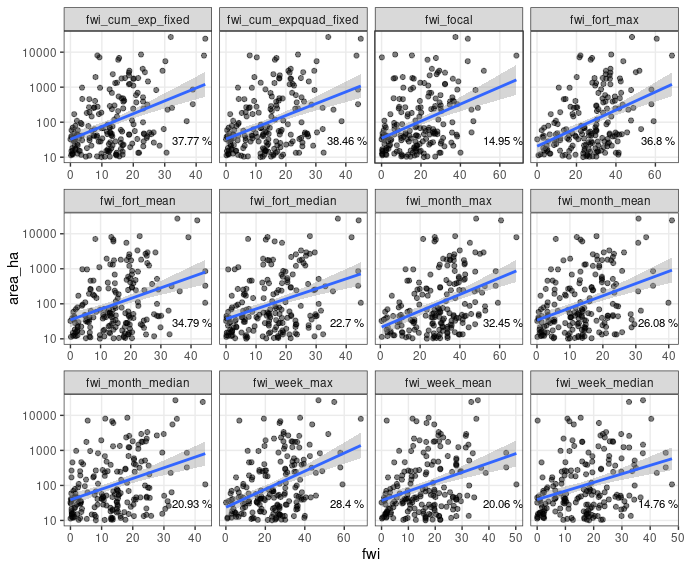 fwi_cum_exp_fixed fwi_cum_expquad_fixed fwi_focal fwi_fort_max
10000
1000
100
10
37.77 % 38.46 % 14.95 % 36.8 %
0 10 20 30 40 0 10 20 30 40 0 20 40 60 0 20 40 60
fwi_fort_mean fwi_fort_median fwi_month_max fwi_month_mean
10000
1000
100
10
34.79 % 22.7 % 32.45 % 26.08 %
0 10 20 30 40 0 10 20 30 40 0 20 40 60 0 10 20 30 40
fwi_month_median fwi_week_max fwi_week_mean fwi_week_median
10000
1000
100
10
20.93 % 28.4 % 20.06 % 14.76 %
0 10 20 30 40 0 20 40 60 0 10 20 30 40 50 0 10 20 30 40 50
area_ha
fwi